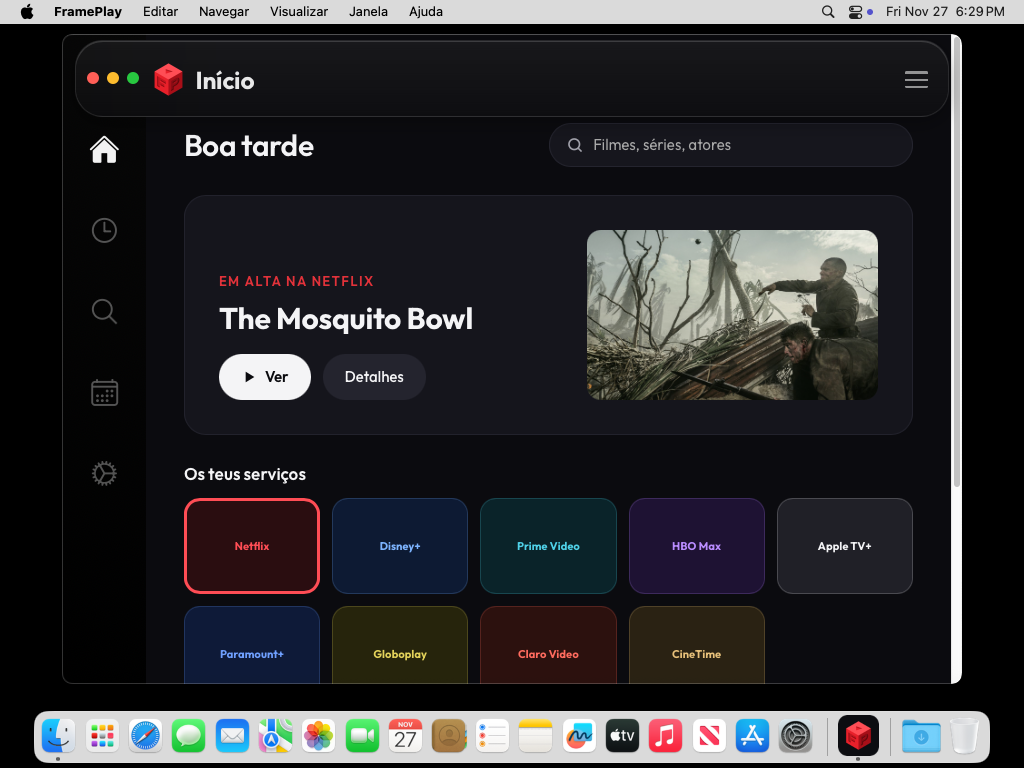 FramePlay Editar Navegar Visualizar Janela Ajuda Fri Nov 27 6:29 PM
Início
Boa tarde
Filmes, séries, atores
EM ALTA NA NETFLIX
The Mosquito Bowl
Ver Detalhes
Os teus serviços
Netflix Disney+ Prime Video HBO Max Apple TV+
Paramount+ Globoplay Claro Video CineTime
NOV
27
tv